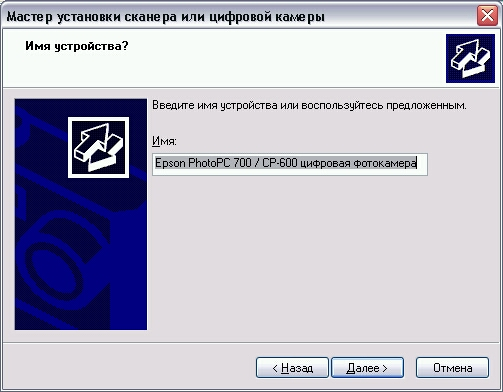 Мастер установки сканера или цифровой камеры
Имя устройства?
Введите имя устройства или воспользуйтесь предложенным.
Имя:
Epson PhotoPC 700 / CP-600 цифровая фотокамера
< Назад
Далее >
Отмена